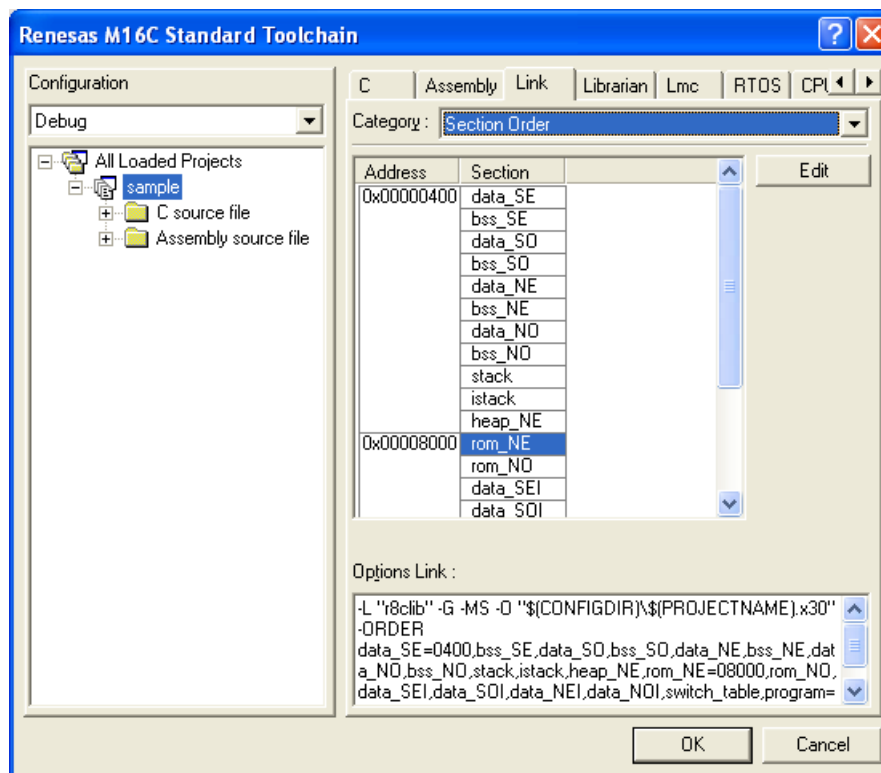 Renesas M16C Standard Toolchain
Configuration
Debug
All Loaded Projects
sample
C source file
Assembly source file
C Assembly Link Librarian Lmc RTOS CPU
Category : Section Order
Address Section
Edit
0x00000400 data_SE
bss_SE
data_SO
bss_SO
data_NE
bss_NE
data_NO
bss_NO
stack
istack
heap_NE
0x00008000 rom_NE
rom_NO
data_SEI
data_SOI
Options Link :
-L "r8clib" -G -MS -O "$(CONFIGDIR)\$(PROJECTNAME).x30"
-ORDER
data_SE=0400,bss_SE,data_SO,bss_SO,data_NE,bss_NE,dat
a_NO,bss_NO,stack,istack,heap_NE,rom_NE=08000,rom_NO,
data_SEI,data_SOI,data_NEI,data_NOI,switch_table,program=
OK Cancel